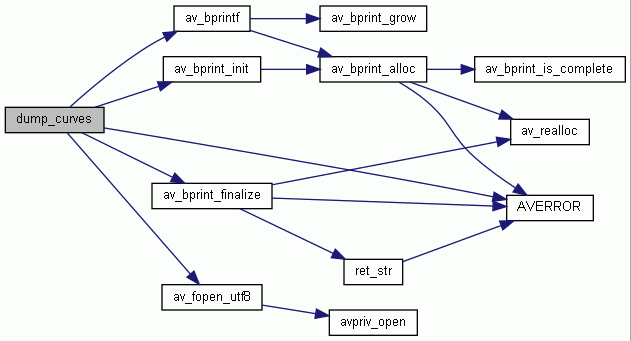 av_bprintf
av_bprint_grow
av_bprint_init
av_bprint_alloc
av_bprint_is_complete
dump_curves
av_realloc
av_bprint_finalize
AVERROR
ret_str
av_fopen_utf8
avpriv_open